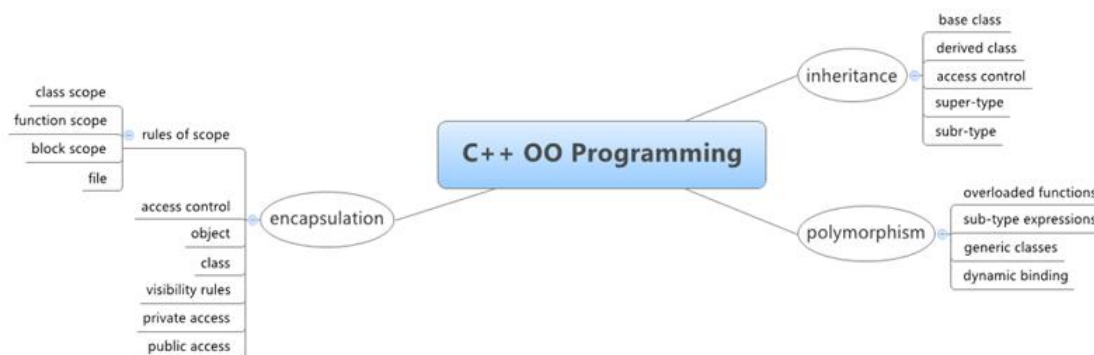 C++ OO Programming
inheritance
base class
derived class
access control
super-type
subr-type
polymorphism
overloaded functions
sub-type expressions
generic classes
dynamic binding
encapsulation
rules of scope
class scope
function scope
block scope
file
access control
object
class
visibility rules
private access
public access